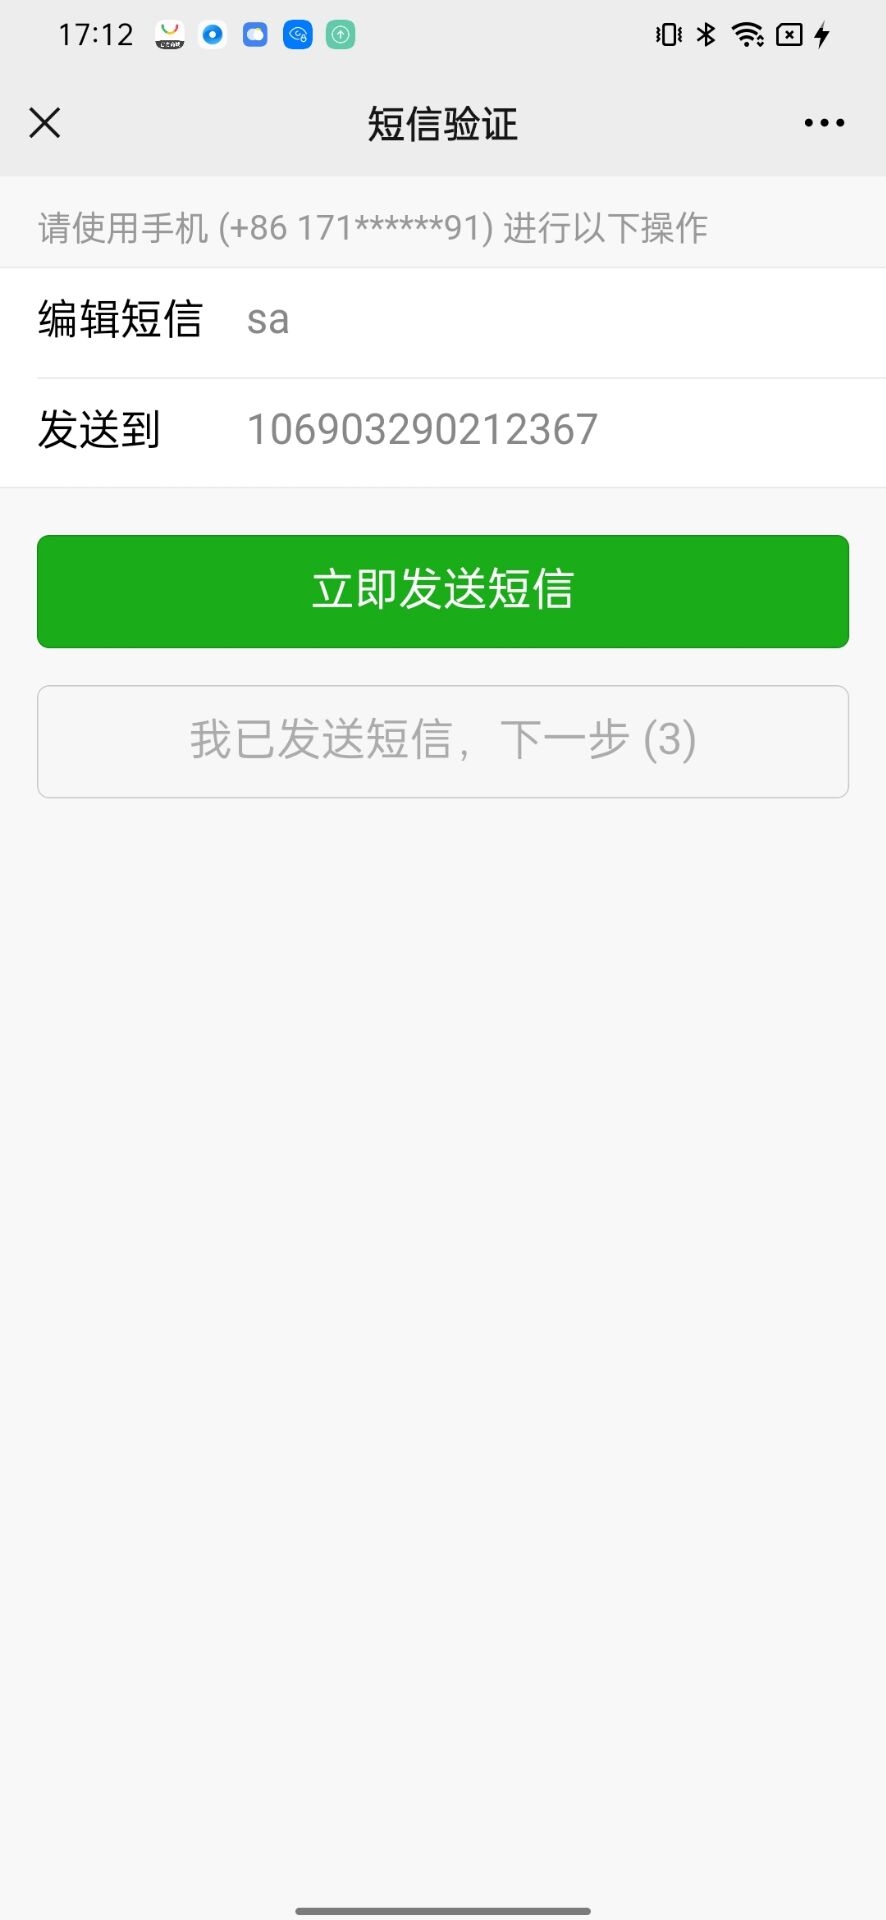 17:12
短信验证
请使用手机 (+86 171******91) 进行以下操作
编辑短信 sa
发送到 106903290212367
立即发送短信
我已发送短信，下一步 (3)